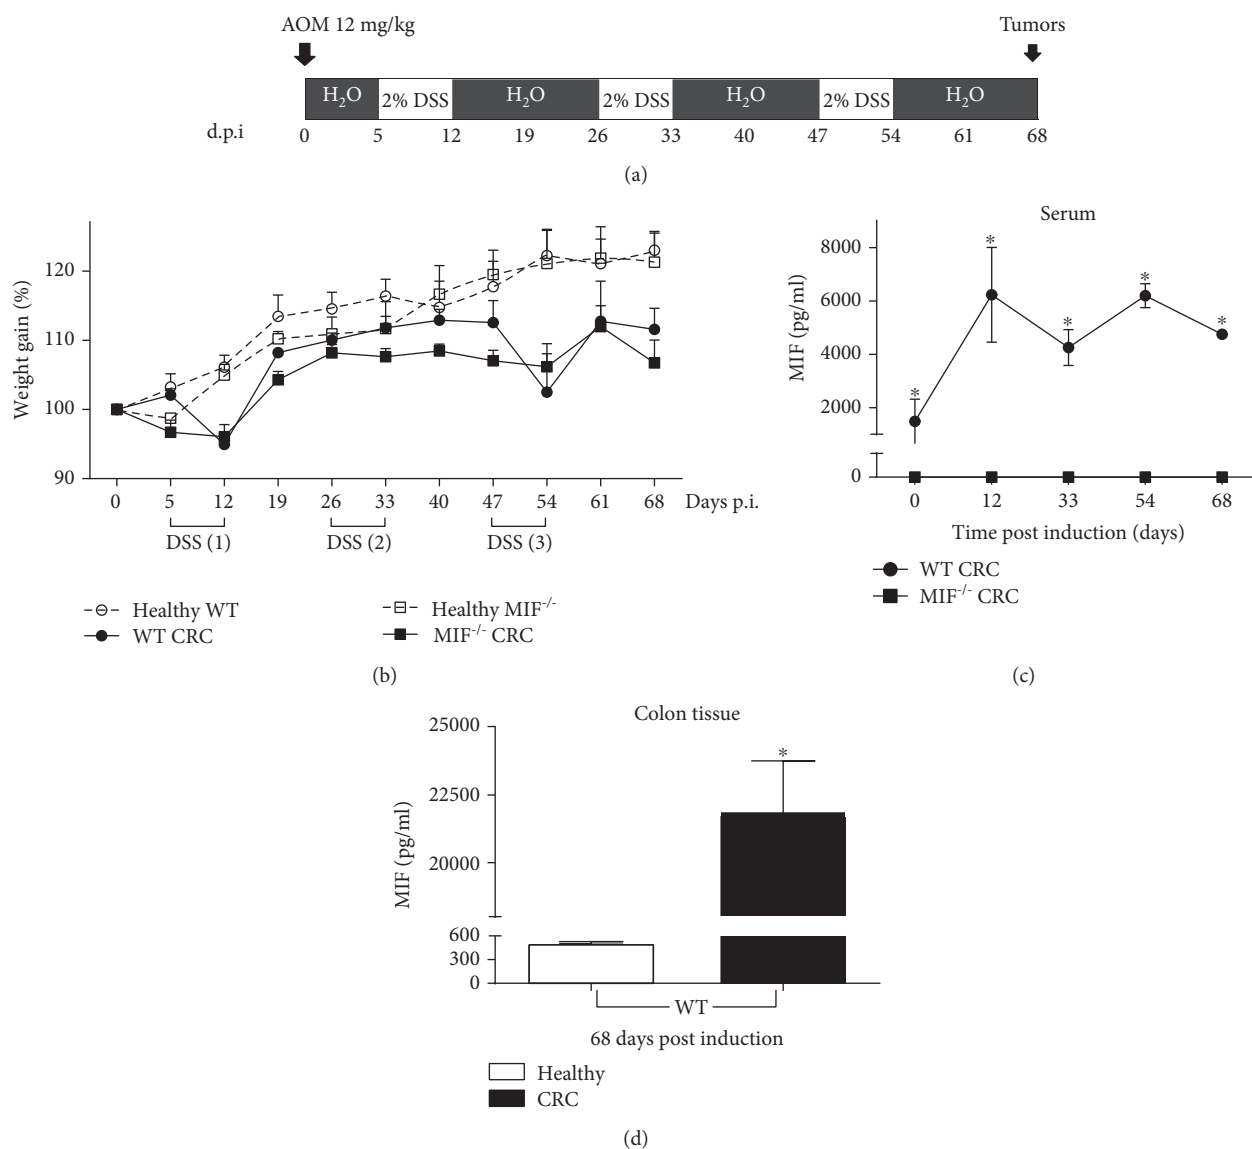 AOM 12 mg/kg
Tumors
H₂O 2% DSS H₂O 2% DSS H₂O 2% DSS H₂O
d.p.i 0 5 12 19 26 33 40 47 54 61 68
(a)
Weight gain (%)
120
110
100
90
0 5 12 19 26 33 40 47 54 61 68 Days p.i.
DSS (1) DSS (2) DSS (3)
Healthy WT Healthy MIF⁻/⁻
WT CRC MIF⁻/⁻ CRC
(b)
Serum
MIF (pg/ml)
8000
6000
4000
2000
0
* * * * *
0 12 33 54 68
Time post induction (days)
WT CRC
MIF⁻/⁻ CRC
(c)
Colon tissue
MIF (pg/ml)
25000
22500
20000
600
300
0
*
WT
68 days post induction
Healthy
CRC
(d)